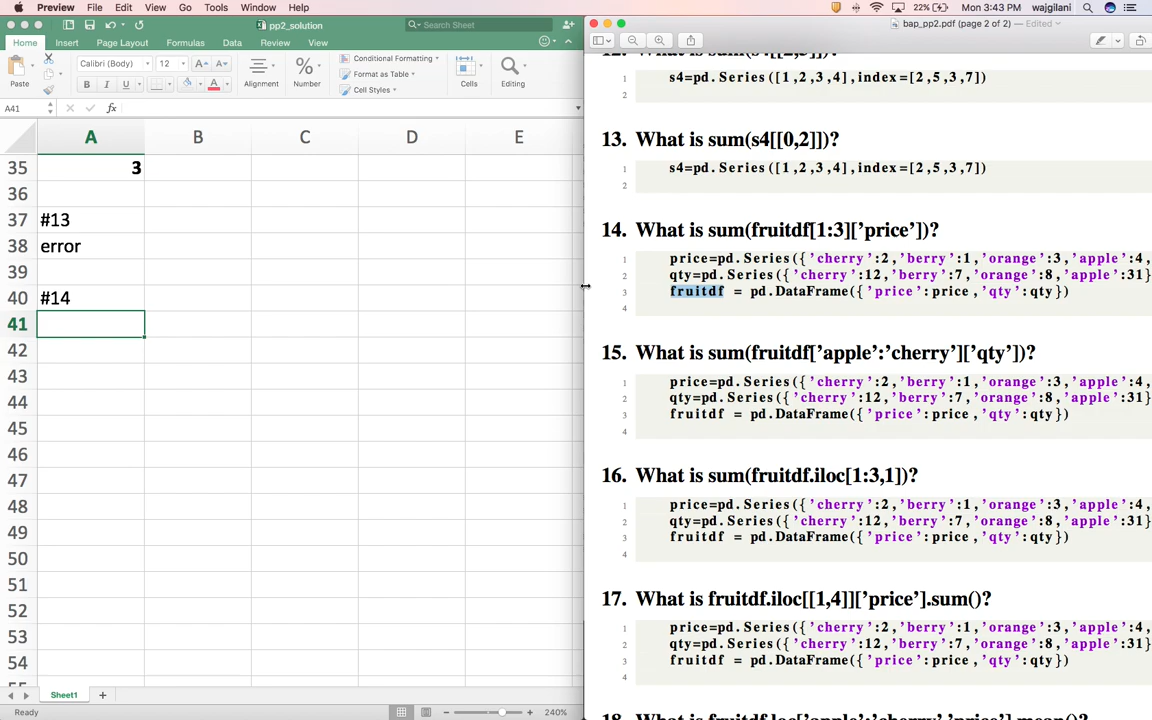 Preview File Edit View Go Tools Window Help
22% Mon 3:43 PM wajgilani
pp2_solution
Search Sheet
bap_pp2.pdf (page 2 of 2) — Edited
Home Insert Page Layout Formulas Data Review View
Paste
Calibri (Body) 12 A A
B I U A
Alignment
%
Number
Conditional Formatting
Format as Table
Cell Styles
Cells
Editing
A41 fx
A B C D E
35 3
36
37 #13
38 error
39
40 #14
41
42
43
44
45
46
47
48
49
50
51
52
53
54
Sheet1 +
Ready
240%
1 s4=pd.Series([1,2,3,4],index=[2,5,3,7])
2
13. What is sum(s4[[0,2]])?
1 s4=pd.Series([1,2,3,4],index=[2,5,3,7])
2
14. What is sum(fruitdf[1:3]['price'])?
1 price=pd.Series({'cherry':2,'berry':1,'orange':3,'apple':4,
2 qty=pd.Series({'cherry':12,'berry':7,'orange':8,'apple':31}
3 fruitdf = pd.DataFrame({'price':price,'qty':qty})
4
15. What is sum(fruitdf['apple':'cherry']['qty'])?
1 price=pd.Series({'cherry':2,'berry':1,'orange':3,'apple':4,
2 qty=pd.Series({'cherry':12,'berry':7,'orange':8,'apple':31}
3 fruitdf = pd.DataFrame({'price':price,'qty':qty})
4
16. What is sum(fruitdf.iloc[1:3,1])?
1 price=pd.Series({'cherry':2,'berry':1,'orange':3,'apple':4,
2 qty=pd.Series({'cherry':12,'berry':7,'orange':8,'apple':31}
3 fruitdf = pd.DataFrame({'price':price,'qty':qty})
4
17. What is fruitdf.iloc[[1,4]]['price'].sum()?
1 price=pd.Series({'cherry':2,'berry':1,'orange':3,'apple':4,
2 qty=pd.Series({'cherry':12,'berry':7,'orange':8,'apple':31}
3 fruitdf = pd.DataFrame({'price':price,'qty':qty})
4